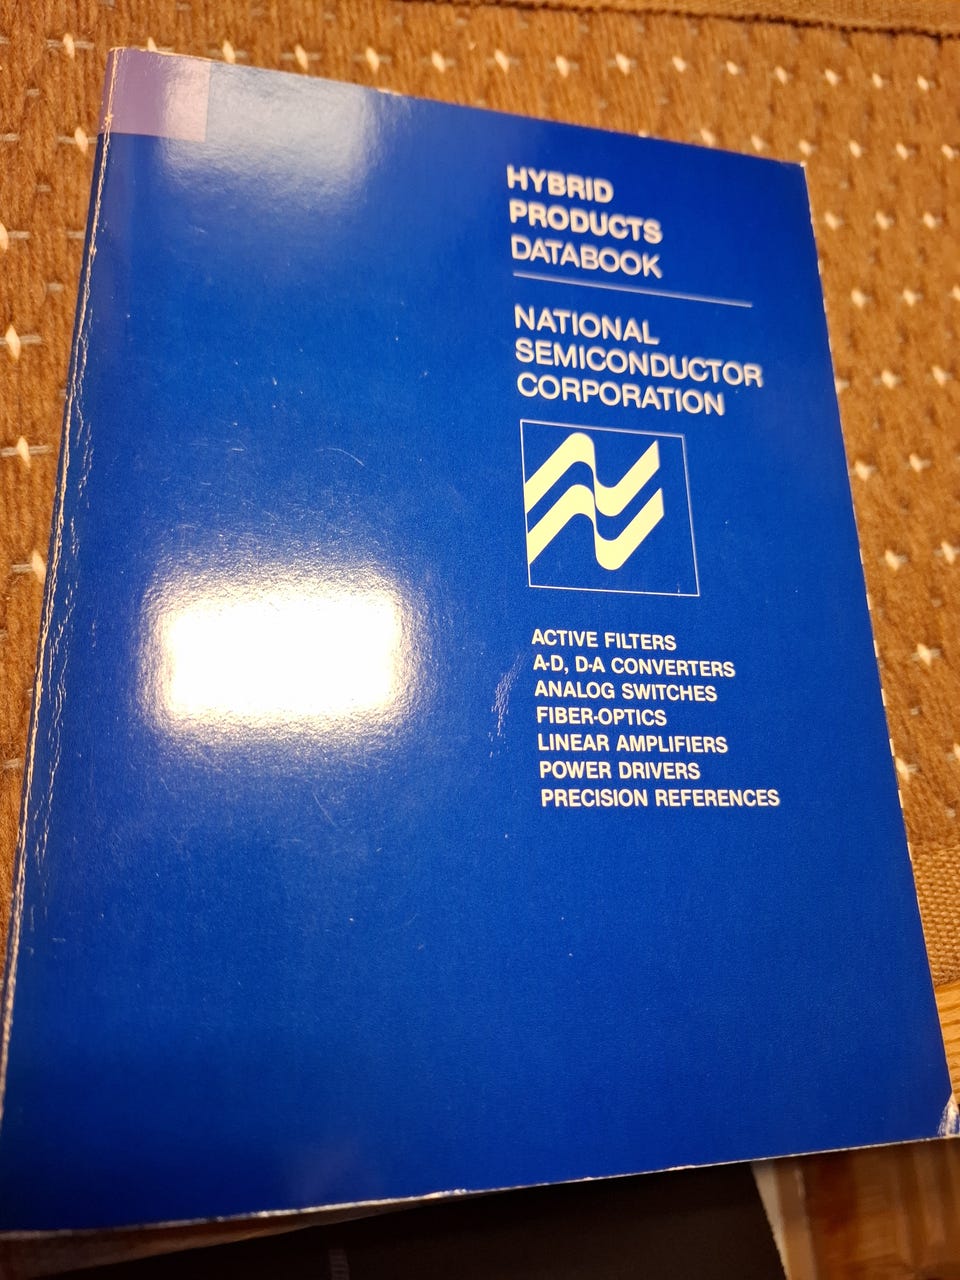 HYBRID
PRODUCTS
DATABOOK
NATIONAL
SEMICONDUCTOR
CORPORATION
ACTIVE FILTERS
A-D, D-A CONVERTERS
ANALOG SWITCHES
FIBER-OPTICS
LINEAR AMPLIFIERS
POWER DRIVERS
PRECISION REFERENCES